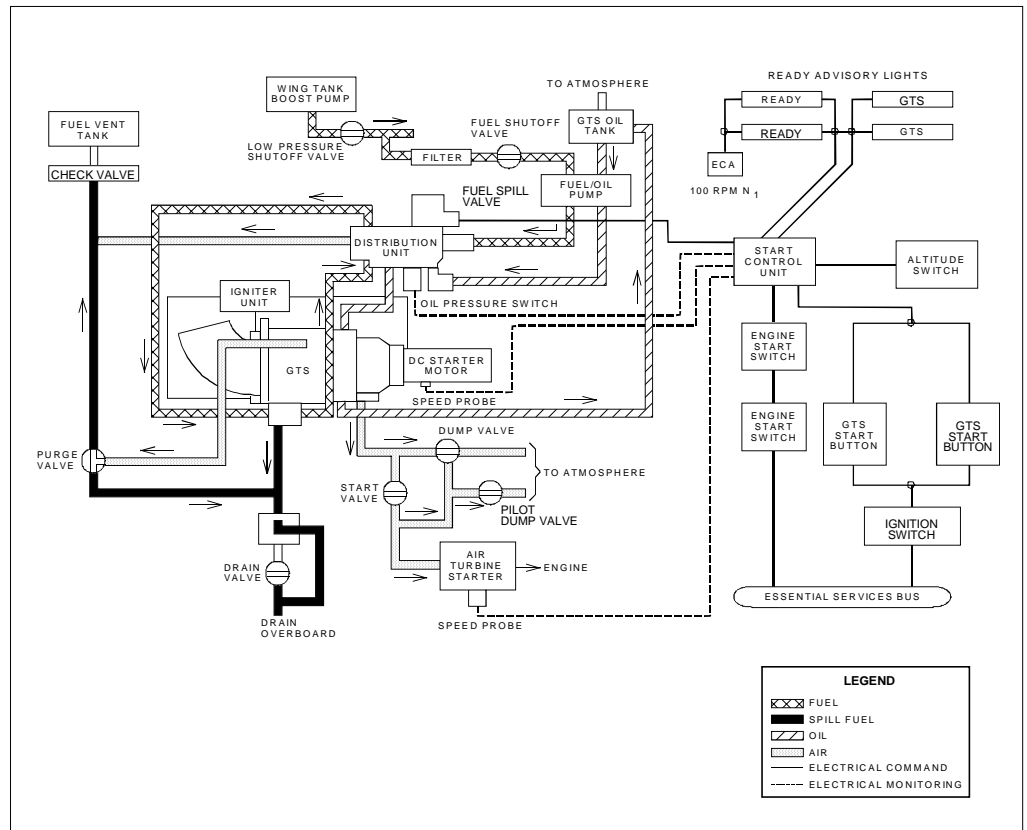 WING TANK
BOOST PUMP
TO ATMOSPHERE
READY ADVISORY LIGHTS
FUEL VENT
TANK
CHECK VALVE
LOW PRESSURE
SHUTOFF VALVE
FUEL SHUTOFF
VALVE
FILTER
GTS OIL
TANK
READY
GTS
READY
GTS
ECA
100 RPM N1
FUEL/OIL
PUMP
FUEL SPILL
VALVE
DISTRIBUTION
UNIT
START
CONTROL
UNIT
ALTITUDE
SWITCH
IGNITER
UNIT
OIL PRESSURE SWITCH
GTS
DC STARTER
MOTOR
SPEED PROBE
ENGINE
START
SWITCH
ENGINE
START
SWITCH
GTS
START
BUTTON
GTS
START
BUTTON
PURGE
VALVE
DUMP VALVE
TO ATMOSPHERE
START
VALVE
PILOT
DUMP VALVE
IGNITION
SWITCH
DRAIN
VALVE
AIR
TURBINE
STARTER
ENGINE
ESSENTIAL SERVICES BUS
DRAIN
OVERBOARD
SPEED PROBE
LEGEND
FUEL
SPILL FUEL
OIL
AIR
ELECTRICAL COMMAND
ELECTRICAL MONITORING